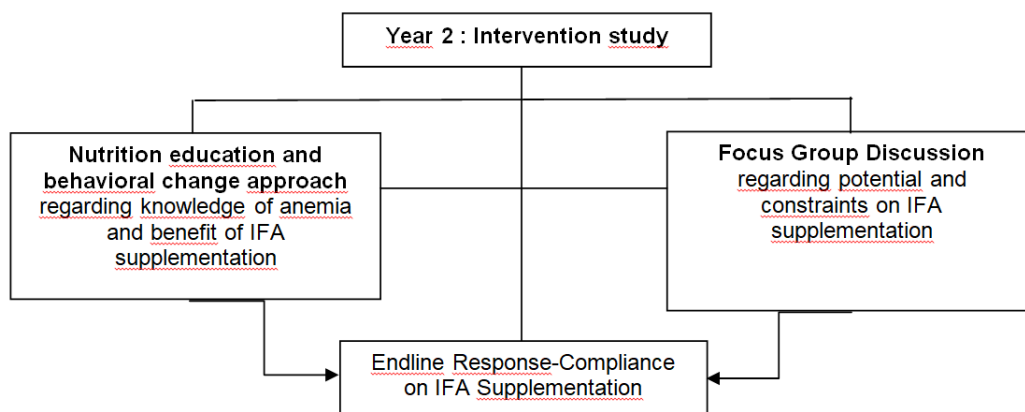 Year 2 : Intervention study
Nutrition education and
behavioral change approach
regarding knowledge of anemia
and benefit of IFA
supplementation
Focus Group Discussion
regarding potential and
constraints on IFA
supplementation
Endline Response-Compliance
on IFA Supplementation